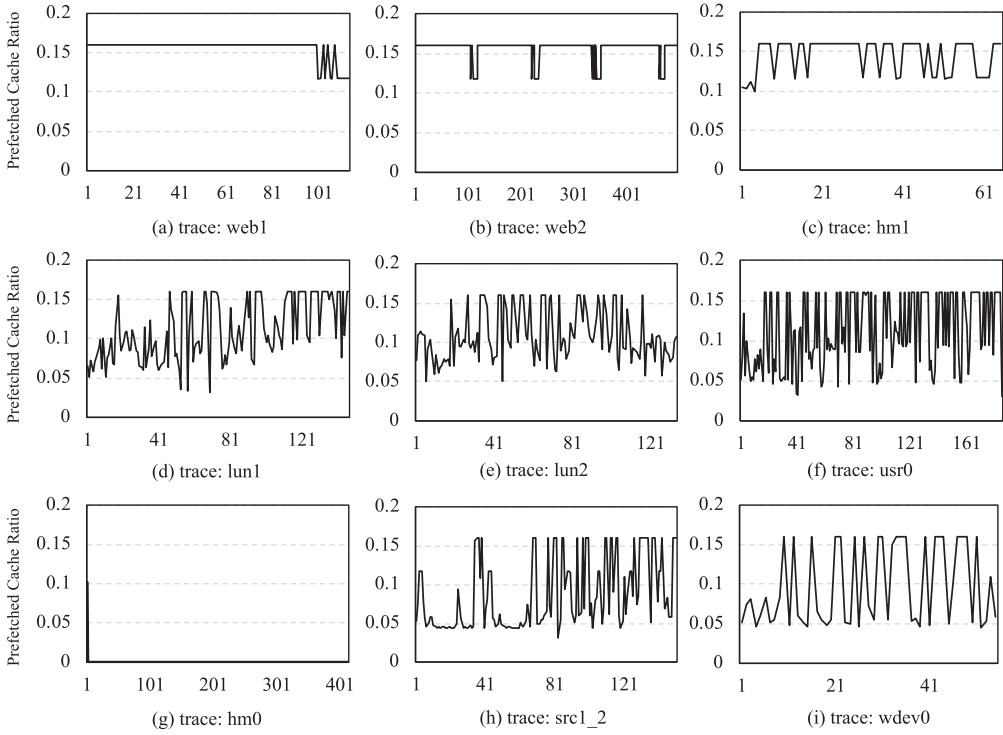 Prefetched Cache Ratio
0.2
0.15
0.1
0.05
0
1 21 41 61 81 101
(a) trace: web1
0.2
0.15
0.1
0.05
0
1 101 201 301 401
(b) trace: web2
0.2
0.15
0.1
0.05
0
1 21 41 61
(c) trace: hm1
Prefetched Cache Ratio
0.2
0.15
0.1
0.05
0
1 41 81 121
(d) trace: lun1
0.2
0.15
0.1
0.05
0
1 41 81 121
(e) trace: lun2
0.2
0.15
0.1
0.05
0
1 41 81 121 161
(f) trace: usr0
Prefetched Cache Ratio
0.2
0.15
0.1
0.05
0
1 101 201 301 401
(g) trace: hm0
0.2
0.15
0.1
0.05
0
1 41 81 121
(h) trace: src1_2
0.2
0.15
0.1
0.05
0
1 21 41
(i) trace: wdev0